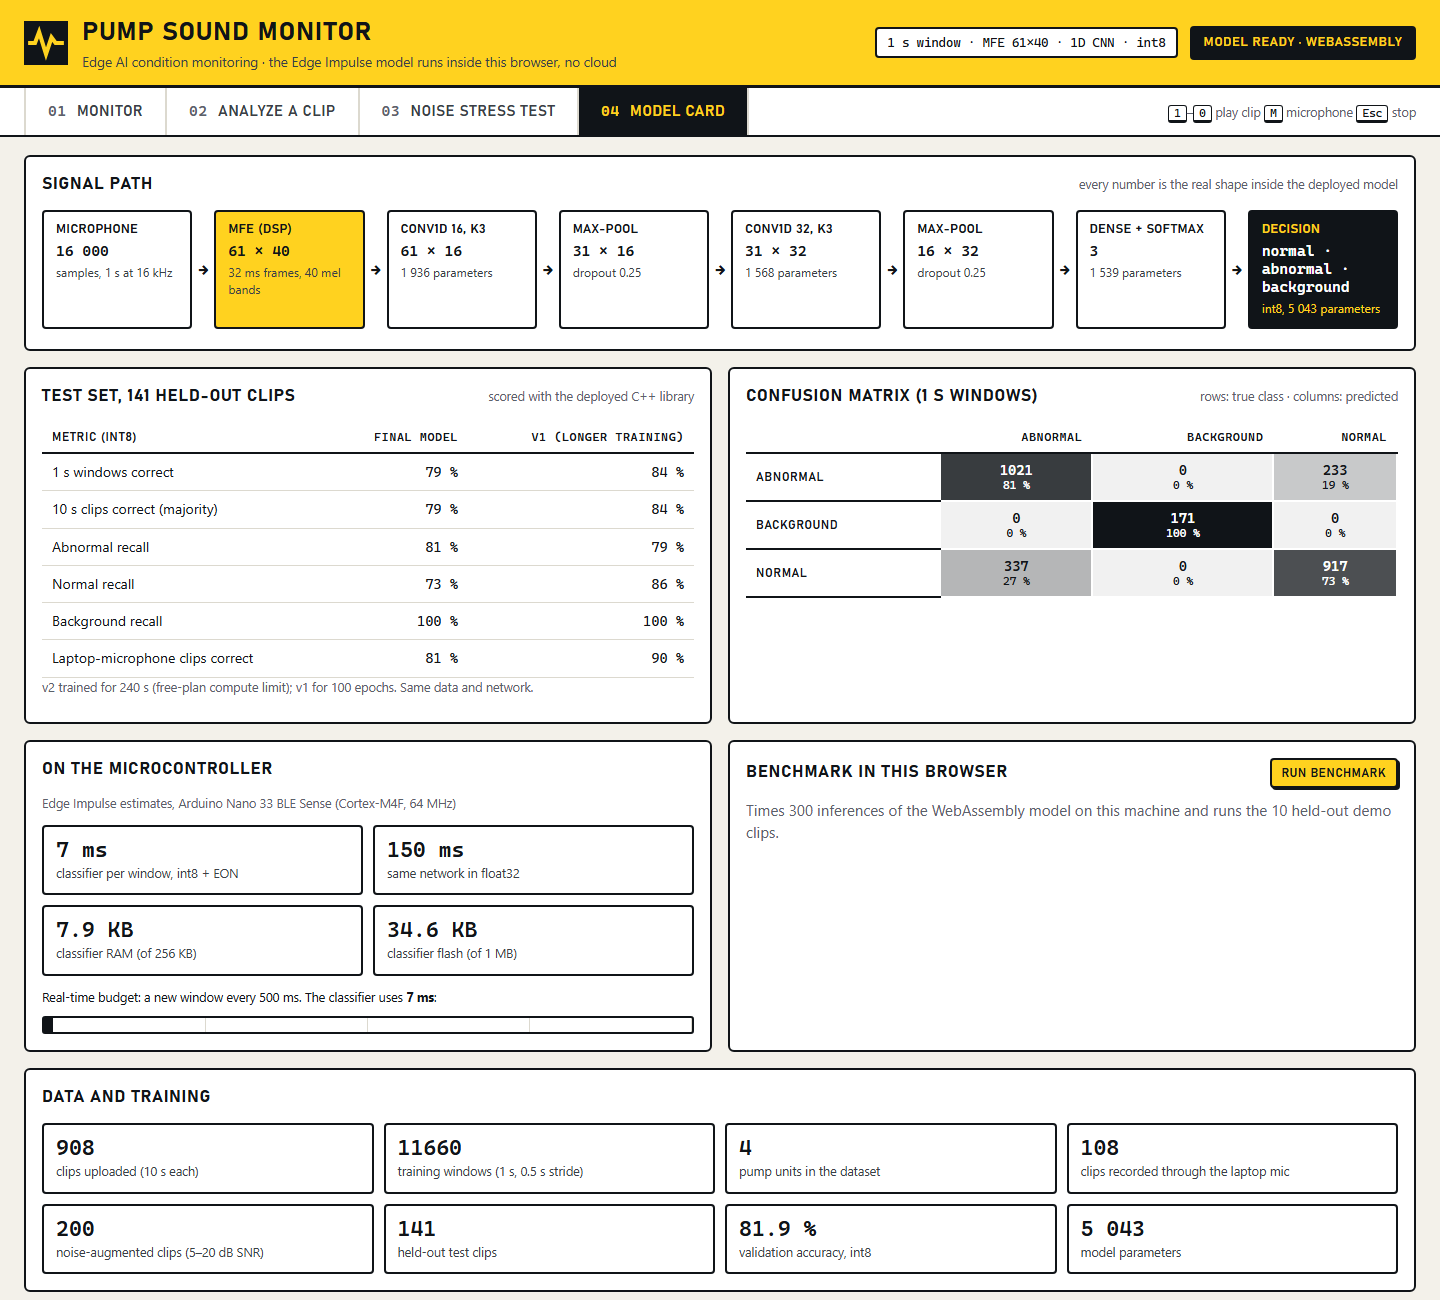 PUMP SOUND MONITOR
Edge AI condition monitoring · the Edge Impulse model runs inside this browser, no cloud
1 s window · MFE 61×40 · 1D CNN · int8
MODEL READY · WEBASSEMBLY
01 MONITOR
02 ANALYZE A CLIP
03 NOISE STRESS TEST
04 MODEL CARD
1–0 play clip M microphone Esc stop
SIGNAL PATH
every number is the real shape inside the deployed model
MICROPHONE
16 000
samples, 1 s at 16 kHz
MFE (DSP)
61 × 40
32 ms frames, 40 mel
bands
CONV1D 16, K3
61 × 16
1 936 parameters
MAX-POOL
31 × 16
dropout 0.25
CONV1D 32, K3
31 × 32
1 568 parameters
MAX-POOL
16 × 32
dropout 0.25
DENSE + SOFTMAX
3
1 539 parameters
DECISION
normal ·
abnormal ·
background
int8, 5 043 parameters
TEST SET, 141 HELD-OUT CLIPS
scored with the deployed C++ library
METRIC (INT8) FINAL MODEL V1 (LONGER TRAINING)
1 s windows correct 79 % 84 %
10 s clips correct (majority) 79 % 84 %
Abnormal recall 81 % 79 %
Normal recall 73 % 86 %
Background recall 100 % 100 %
Laptop-microphone clips correct 81 % 90 %
v2 trained for 240 s (free-plan compute limit); v1 for 100 epochs. Same data and network.
CONFUSION MATRIX (1 S WINDOWS)
rows: true class · columns: predicted
ABNORMAL BACKGROUND NORMAL
ABNORMAL 1021 0 233
81 % 0 % 19 %
BACKGROUND 0 171 0
0 % 100 % 0 %
NORMAL 337 0 917
27 % 0 % 73 %
ON THE MICROCONTROLLER
Edge Impulse estimates, Arduino Nano 33 BLE Sense (Cortex-M4F, 64 MHz)
7 ms
classifier per window, int8 + EON
150 ms
same network in float32
7.9 KB
classifier RAM (of 256 KB)
34.6 KB
classifier flash (of 1 MB)
Real-time budget: a new window every 500 ms. The classifier uses 7 ms:
BENCHMARK IN THIS BROWSER
RUN BENCHMARK
Times 300 inferences of the WebAssembly model on this machine and runs the 10 held-out demo
clips.
DATA AND TRAINING
908
clips uploaded (10 s each)
11660
training windows (1 s, 0.5 s stride)
4
pump units in the dataset
108
clips recorded through the laptop mic
200
noise-augmented clips (5–20 dB SNR)
141
held-out test clips
81.9 %
validation accuracy, int8
5 043
model parameters